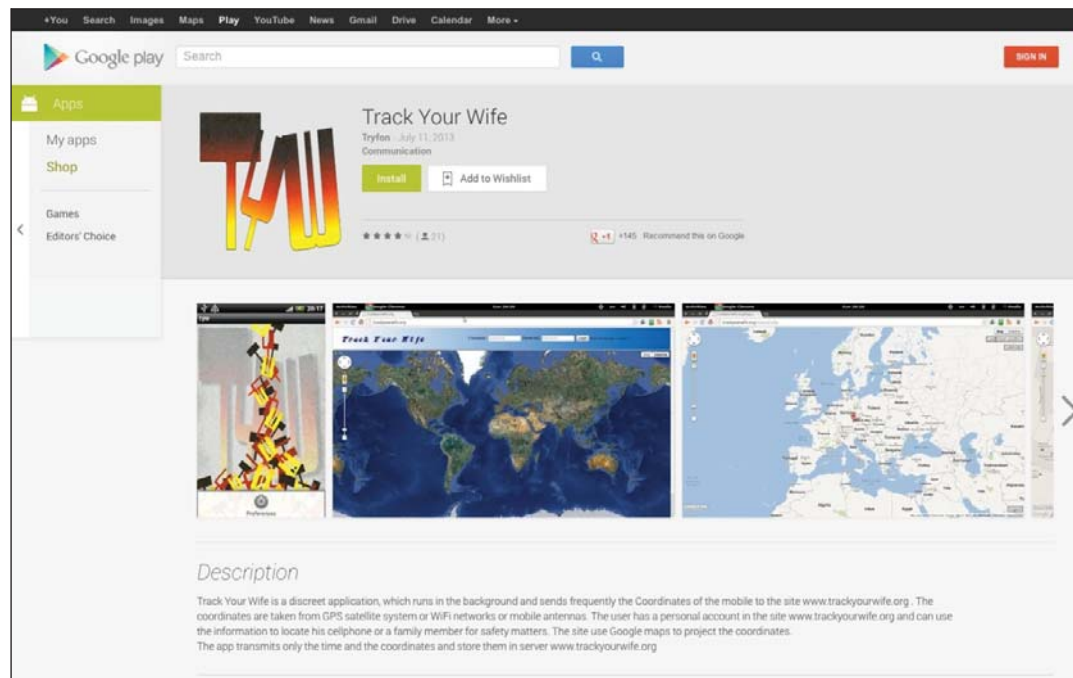 +You Search Images Maps Play YouTube News Gmail Drive Calendar More
Google play Search SIGN IN
Apps
My apps
Shop
Games
Editors' Choice
TYW
Track Your Wife
Tryfon July 11, 2013
Communication
Install Add to Wishlist
(21) +1 +145 Recommend this on Google
20:17
Track Your Wife
Preferences
Description
Track Your Wife is a discreet application, which runs in the background and sends frequently the Coordinates of the mobile to the site www.trackyourwife.org . The
coordinates are taken from GPS satellite system or WiFi networks or mobile antennas. The user has a personal account in the site www.trackyourwife.org and can use
the information to locate his cellphone or a family member for safety matters. The site use Google maps to project the coordinates.
The app transmits only the time and the coordinates and store them in server www.trackyourwife.org